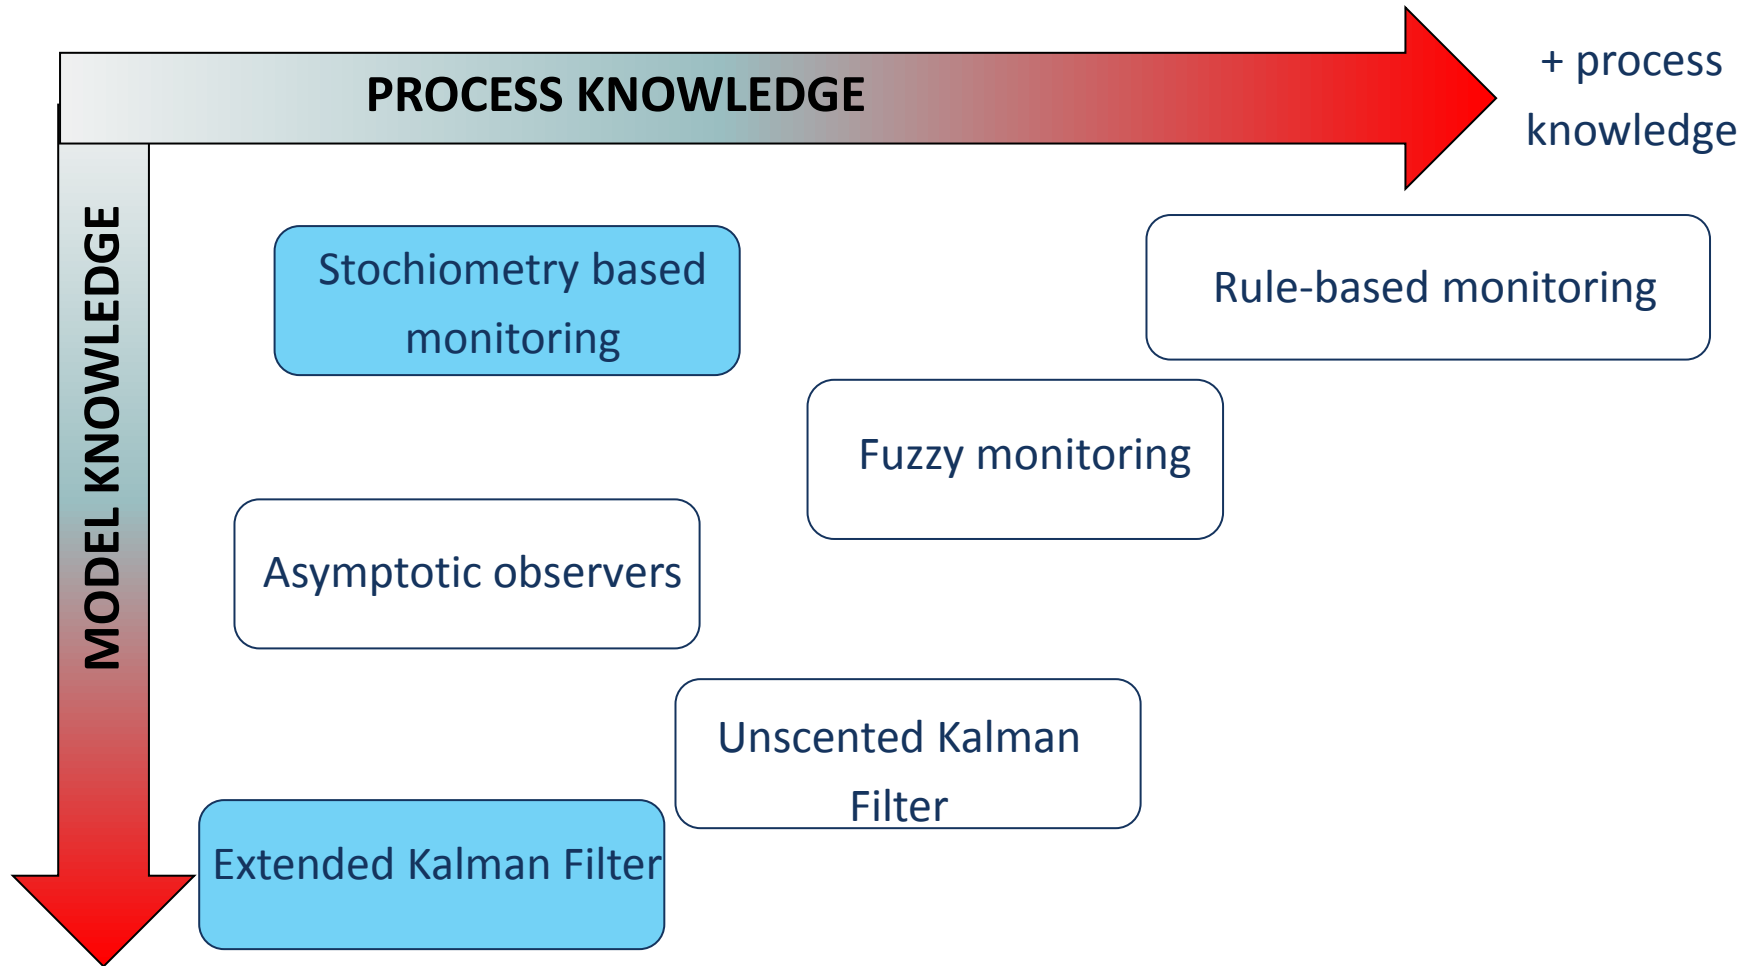 PROCESS KNOWLEDGE
+ process
knowledge
MODEL KNOWLEDGE
Stochiometry based
monitoring
Rule-based monitoring
Fuzzy monitoring
Asymptotic observers
Unscented Kalman
Filter
Extended Kalman Filter